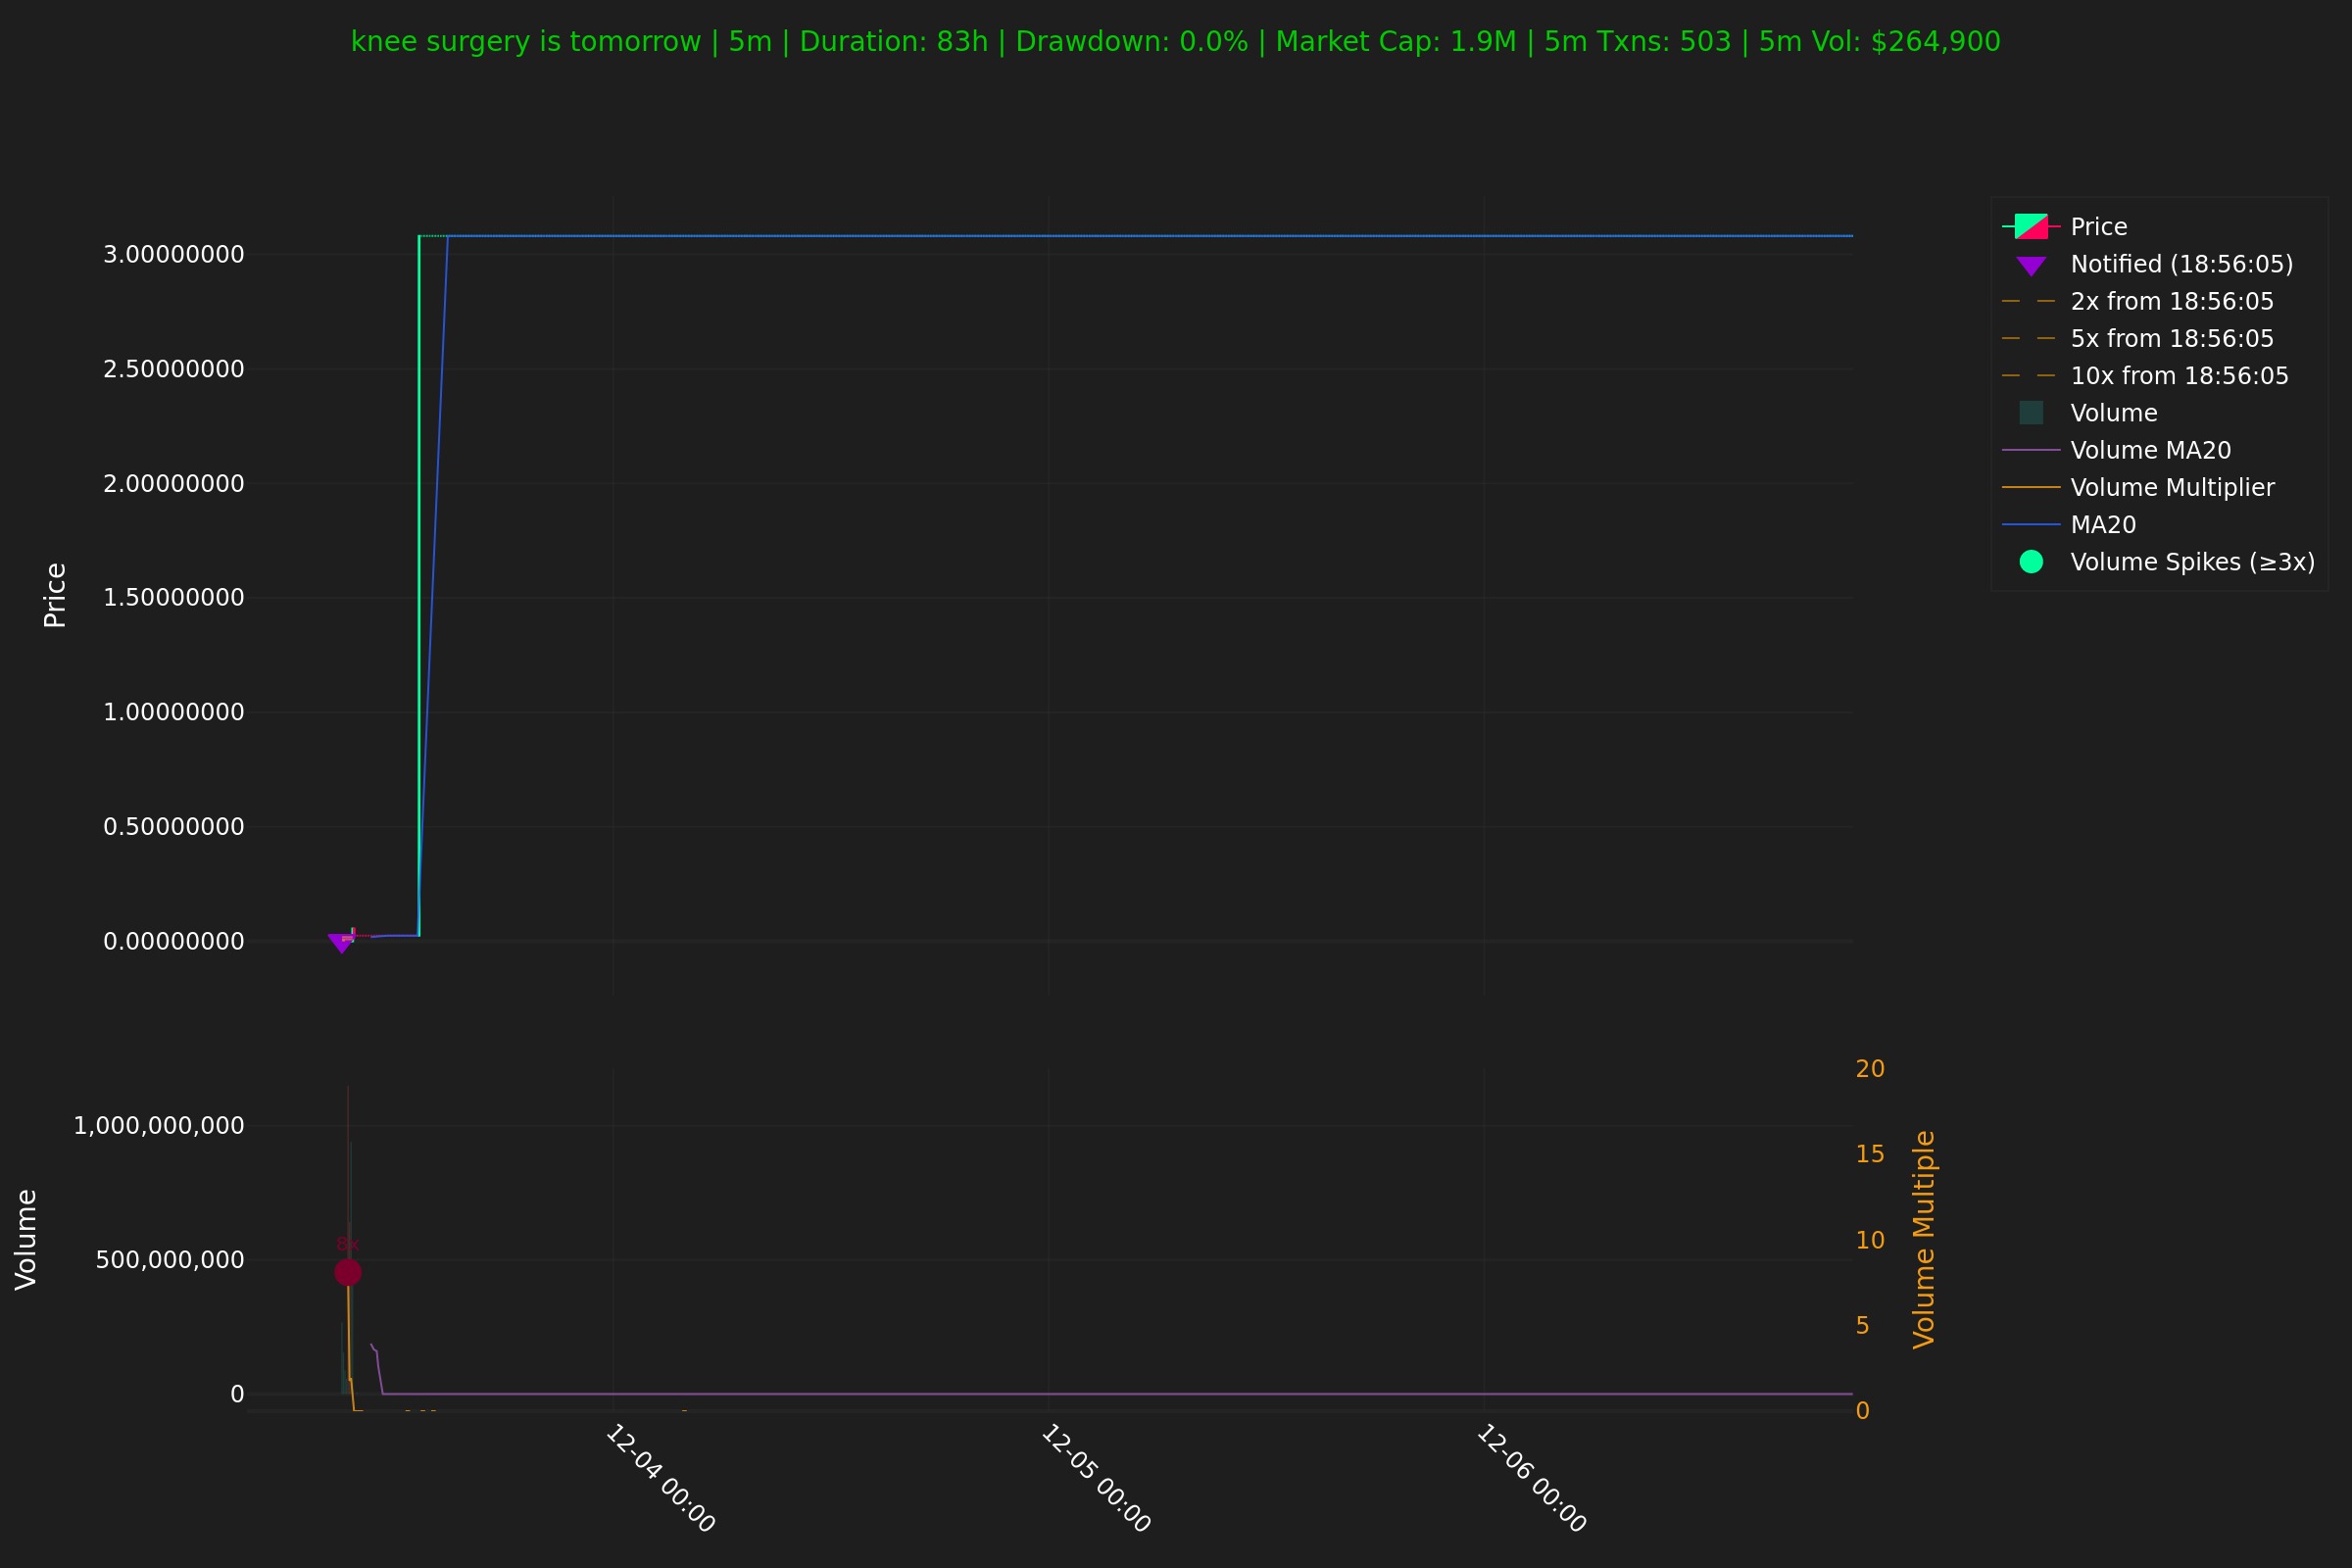 knee surgery is tomorrow | 5m | Duration: 83h | Drawdown: 0.0% | Market Cap: 1.9M | 5m Txns: 503 | 5m Vol: $264,900
Price
3.00000000
2.50000000
2.00000000
1.50000000
1.00000000
0.50000000
0.00000000
Price
Notified (18:56:05)
2x from 18:56:05
5x from 18:56:05
10x from 18:56:05
Volume
Volume MA20
Volume Multiplier
MA20
Volume Spikes (≥3x)
Volume
1,000,000,000
500,000,000
0
8x
20
15
10
5
0
Volume Multiple
12-04 00:00
12-05 00:00
12-06 00:00